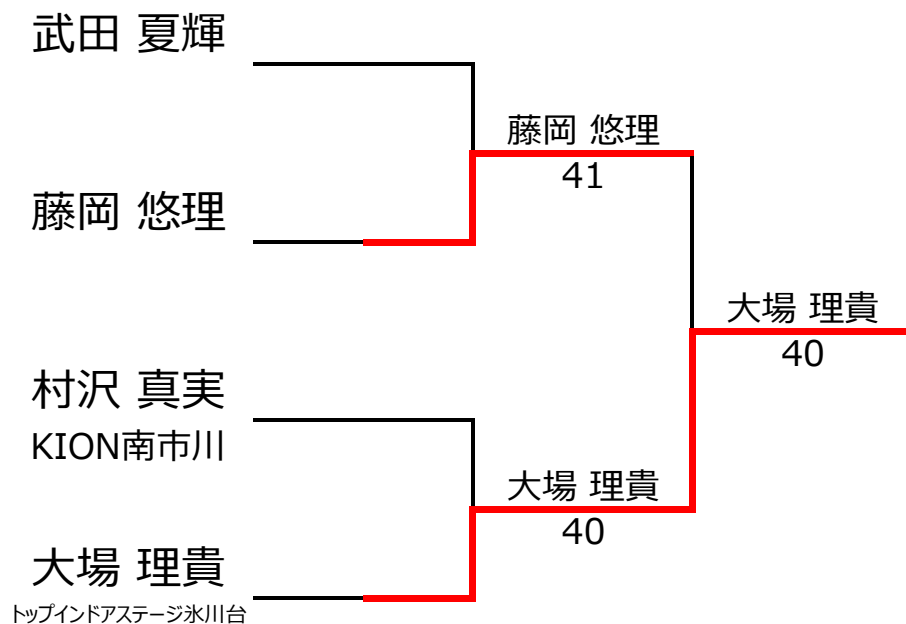 武田 夏輝
藤岡 悠理
41
藤岡 悠理
大場 理貴
40
村沢 真実
KION南市川
大場 理貴
40
大場 理貴
トップインドアステージ氷川台